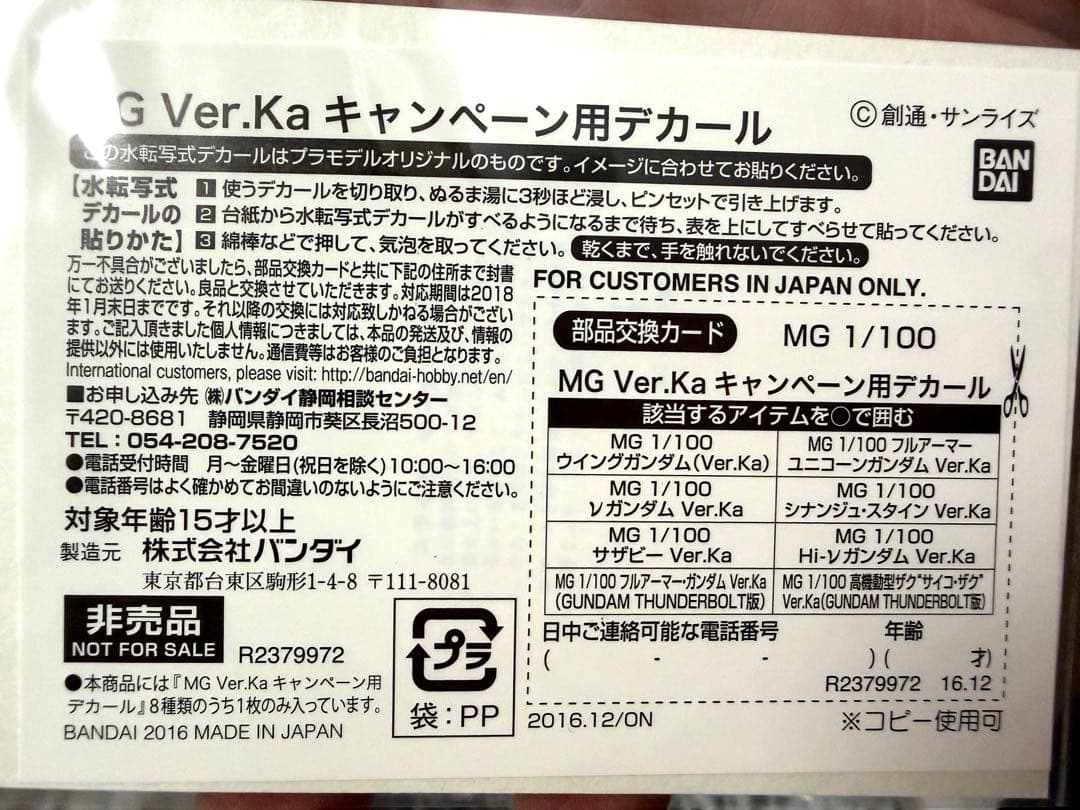 G Ver.Ka キャンペーン用デカール
©創通・サンライズ
この水転写式デカールはプラモデルオリジナルのものです。イメージに合わせてお貼りください。
BAN
DAI
【水転写式
デカールの
貼りかた】
1 使うデカールを切り取り、ぬるま湯に3秒ほど浸し、ピンセットで引き上げます。
2 台紙から水転写式デカールがすべるようになるまで待ち、表を上にしてすべらせて貼ってください。
3 綿棒などで押して、気泡を取ってください。 乾くまで、手を触れないでください。
万一不具合がございましたら、部品交換カードと共に下記の住所まで封書
にてお送りください。良品と交換させていただきます。対応期間は2018
年1月末日までです。それ以降の交換には対応致しかねる場合がござい
ます。ご記入頂きました個人情報につきましては、本品の発送及び、情報の
提供以外には使用いたしません。通信費等はお客様のご負担となります。
International customers, please visit: http://bandai-hobby.net/en/
■お申し込み先 ㈱バンダイ静岡相談センター
〒420-8681 静岡県静岡市葵区長沼500-12
TEL：054-208-7520
●電話受付時間 月〜金曜日(祝日を除く)10:00〜16:00
●電話番号はよく確かめてお間違いのないようにご注意ください。
対象年齢15才以上
製造元 株式会社バンダイ
東京都台東区駒形1-4-8 〒111-8081
非売品
NOT FOR SALE
R2379972
●本商品には『MG Ver.Ka キャンペーン用
デカール』8種類のうち1枚のみ入っています。
BANDAI 2016 MADE IN JAPAN
プラ
袋：PP
FOR CUSTOMERS IN JAPAN ONLY.
部品交換カード MG 1/100
MG Ver.Ka キャンペーン用デカール
該当するアイテムを○で囲む
MG 1/100
ウイングガンダム(Ver.Ka)
MG 1/100 フルアーマー
ユニコーンガンダム Ver.Ka
MG 1/100
νガンダム Ver.Ka
MG 1/100
シナンジュ・スタイン Ver.Ka
MG 1/100
サザビー Ver.Ka
MG 1/100
Hi-νガンダム Ver.Ka
MG 1/100 フルアーマー・ガンダム Ver.Ka
(GUNDAM THUNDERBOLT版)
MG 1/100 高機動型ザク"サイコ・ザク"
Ver.Ka(GUNDAM THUNDERBOLT版)
日中ご連絡可能な電話番号 年齢
( - - ) ( 才)
R2379972 16.12
2016.12/ON
※コピー使用可